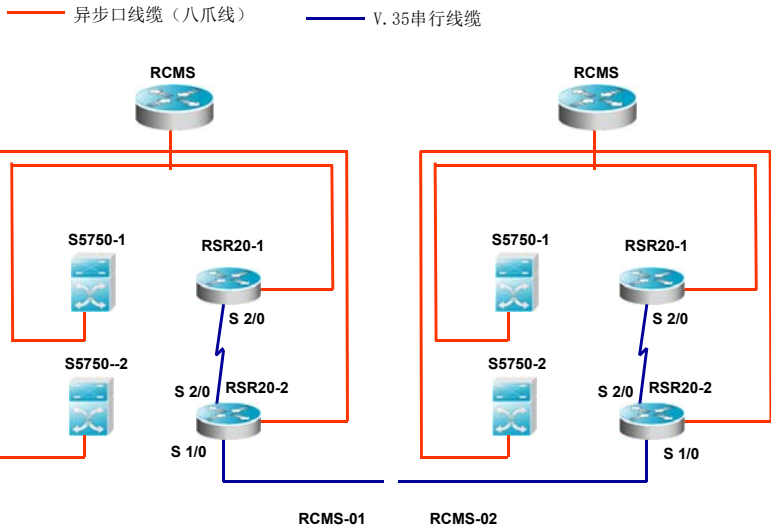 异步口线缆（八爪线）
V.35串行线缆
RCMS
RCMS
S5750-1
RSR20-1
S5750-1
RSR20-1
S 2/0
S 2/0
S5750--2
S 2/0
RSR20-2
S5750-2
S 2/0
RSR20-2
S 1/0
S 1/0
RCMS-01
RCMS-02